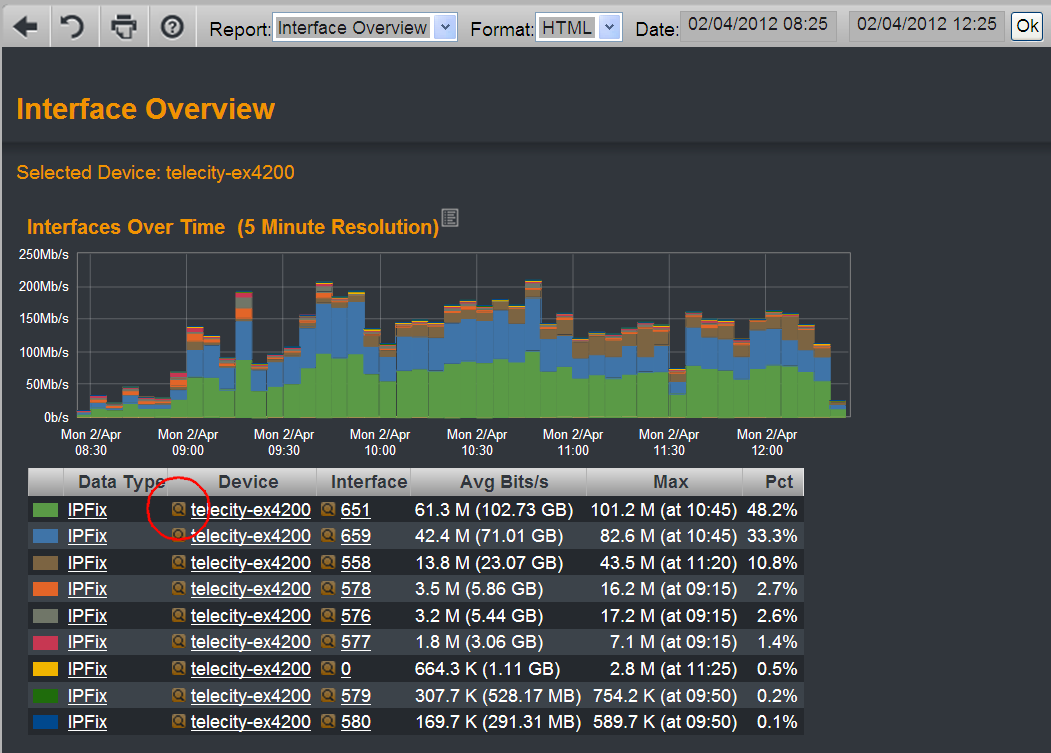 Report: Interface Overview Format: HTML Date: 02/04/2012 08:25 02/04/2012 12:25 Ok
Interface Overview
Selected Device: telecity-ex4200
Interfaces Over Time (5 Minute Resolution)
250Mb/s
200Mb/s
150Mb/s
100Mb/s
50Mb/s
0b/s
Mon 2/Apr Mon 2/Apr Mon 2/Apr Mon 2/Apr Mon 2/Apr Mon 2/Apr Mon 2/Apr Mon 2/Apr
08:30 09:00 09:30 10:00 10:30 11:00 11:30 12:00
Data Type Device Interface Avg Bits/s Max Pct
IPFix telecity-ex4200 651 61.3 M (102.73 GB) 101.2 M (at 10:45) 48.2%
IPFix telecity-ex4200 659 42.4 M (71.01 GB) 82.6 M (at 10:45) 33.3%
IPFix telecity-ex4200 558 13.8 M (23.07 GB) 43.5 M (at 11:20) 10.8%
IPFix telecity-ex4200 578 3.5 M (5.86 GB) 16.2 M (at 09:15) 2.7%
IPFix telecity-ex4200 576 3.2 M (5.44 GB) 17.2 M (at 09:15) 2.6%
IPFix telecity-ex4200 577 1.8 M (3.06 GB) 7.1 M (at 09:15) 1.4%
IPFix telecity-ex4200 0 664.3 K (1.11 GB) 2.8 M (at 11:25) 0.5%
IPFix telecity-ex4200 579 307.7 K (528.17 MB) 754.2 K (at 09:50) 0.2%
IPFix telecity-ex4200 580 169.7 K (291.31 MB) 589.7 K (at 09:50) 0.1%